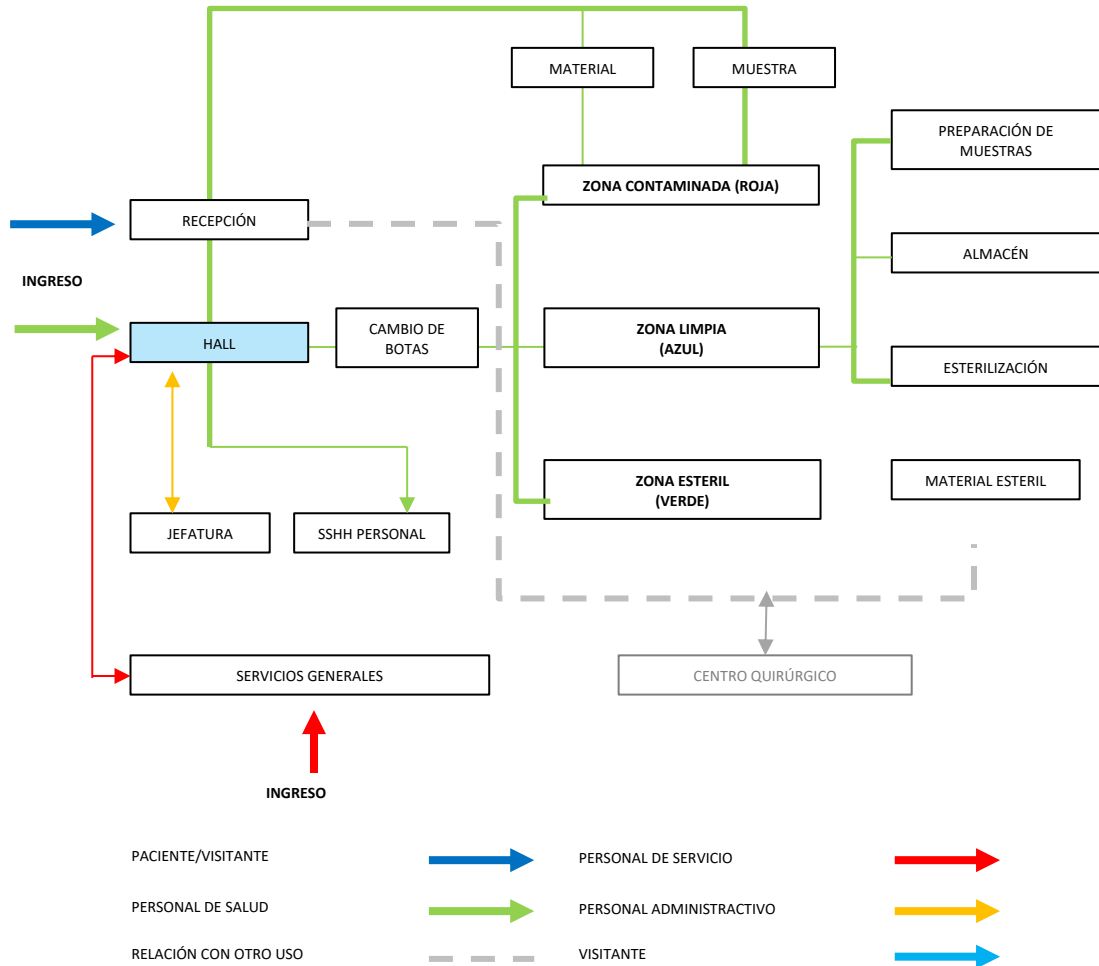 MATERIAL
MUESTRA
PREPARACIÓN DE
MUESTRAS
ZONA CONTAMINADA (ROJA)
RECEPCIÓN
ALMACÉN
INGRESO
HALL
CAMBIO DE
BOTAS
ZONA LIMPIA
(AZUL)
ESTERILIZACIÓN
ZONA ESTERIL
(VERDE)
MATERIAL ESTERIL
JEFATURA
SSHH PERSONAL
SERVICIOS GENERALES
CENTRO QUIRÚRGICO
INGRESO
PACIENTE/VISITANTE
PERSONAL DE SERVICIO
PERSONAL DE SALUD
PERSONAL ADMINISTRACTIVO
RELACIÓN CON OTRO USO
VISITANTE